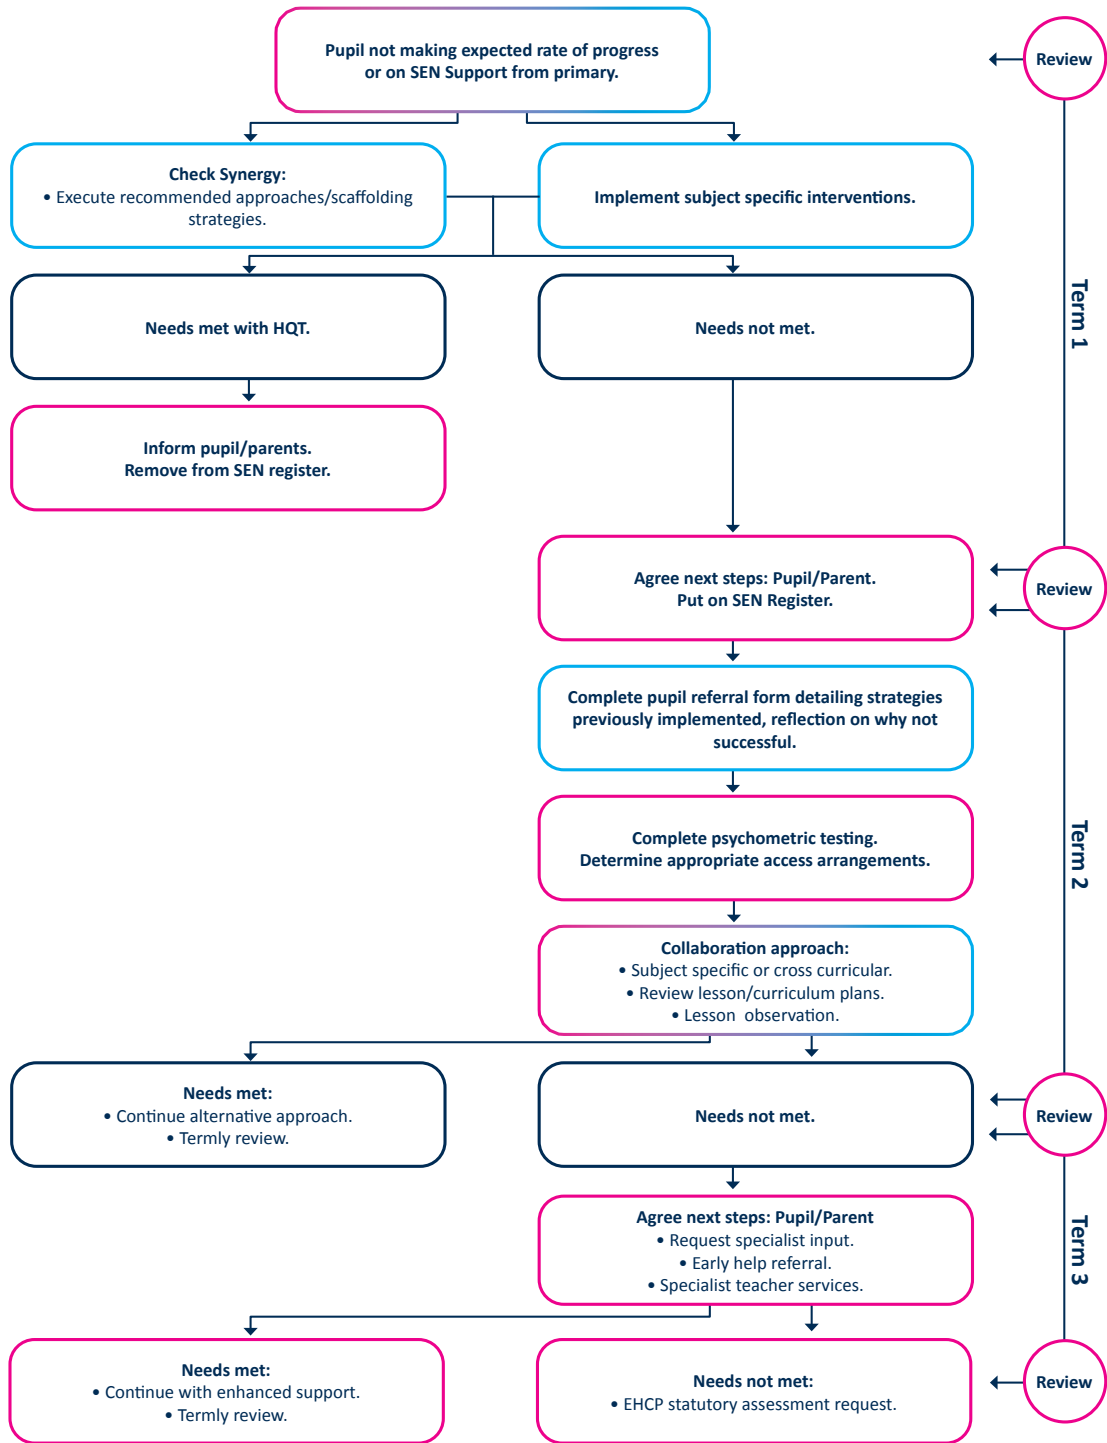 Pupil not making expected rate of progress
or on SEN Support from primary.
Review
Check Synergy:
• Execute recommended approaches/scaffolding
strategies.
Implement subject specific interventions.
Needs met with HQT.
Needs not met.
Term 1
Inform pupil/parents.
Remove from SEN register.
Agree next steps: Pupil/Parent.
Put on SEN Register.
Review
Complete pupil referral form detailing strategies
previously implemented, reflection on why not
successful.
Complete psychometric testing.
Determine appropriate access arrangements.
Term 2
Collaboration approach:
• Subject specific or cross curricular.
• Review lesson/curriculum plans.
• Lesson  observation.
Needs met:
• Continue alternative approach.
• Termly review.
Needs not met.
Review
Agree next steps: Pupil/Parent
• Request specialist input.
• Early help referral.
• Specialist teacher services.
Term 3
Needs met:
• Continue with enhanced support.
• Termly review.
Needs not met:
• EHCP statutory assessment request.
Review